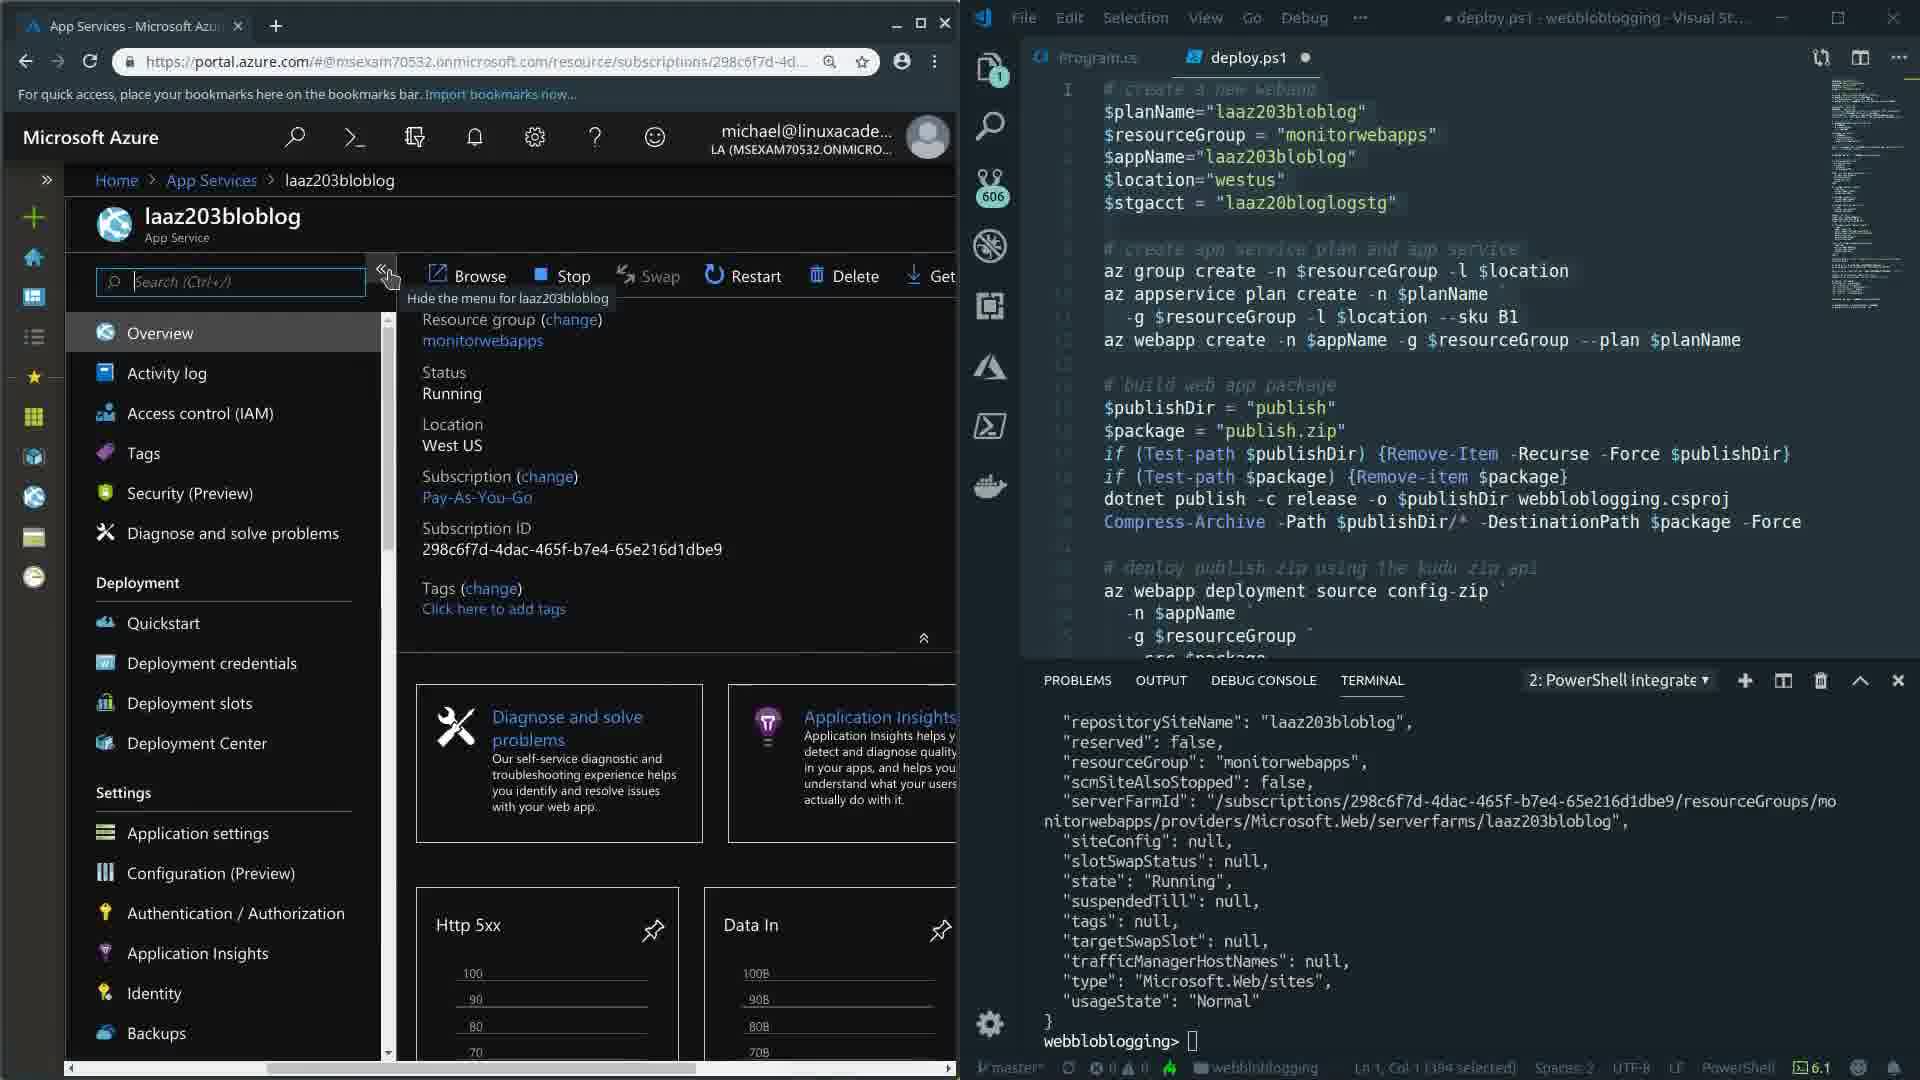 App Services - Microsoft Azu
https://portal.azure.com/#@msexam70532.onmicrosoft.com/resource/subscriptions/298c6f7d-4d...
For quick access, place your bookmarks here on the bookmarks bar. Import bookmarks now...
Microsoft Azure
michael@linuxacade...
LA (MSEXAM70532.ONMICRO...
Home > App Services > laaz203bloblog
laaz203bloblog
App Service
Search (Ctrl+/)
Browse Stop Swap Restart Delete Get
Hide the menu for laaz203bloblog
Overview
Activity log
Access control (IAM)
Tags
Security (Preview)
Diagnose and solve problems
Deployment
Quickstart
Deployment credentials
Deployment slots
Deployment Center
Settings
Application settings
Configuration (Preview)
Authentication / Authorization
Application Insights
Identity
Backups
Resource group (change)
monitorwebapps
Status
Running
Location
West US
Subscription (change)
Pay-As-You-Go
Subscription ID
298c6f7d-4dac-465f-b7e4-65e216d1dbe9
Tags (change)
Click here to add tags
Diagnose and solve
problems
Our self-service diagnostic and
troubleshooting experience helps
you identify and resolve issues
with your web app.
Application Insights
Application Insights helps y
detect and diagnose quality
in your apps, and helps you
understand what your users
actually do with it.
Http 5xx
100
90
80
70
Data In
100B
90B
80B
70B
File Edit Selection View Go Debug ···
● deploy.ps1 - webbloblogging - Visual St...
Program.cs
deploy.ps1
1
606
1
# create a new webapp
$planName="laaz203bloblog"
$resourceGroup = "monitorwebapps"
$appName="laaz203bloblog"
$location="westus"
$stgacct = "laaz20bloglogstg"
# create app service plan and app service
az group create -n $resourceGroup -l $location
az appservice plan create -n $planName `
-g $resourceGroup -l $location --sku B1
az webapp create -n $appName -g $resourceGroup --plan $planName
# build web app package
$publishDir = "publish"
$package = "publish.zip"
if (Test-path $publishDir) {Remove-Item -Recurse -Force $publishDir}
if (Test-path $package) {Remove-item $package}
dotnet publish -c release -o $publishDir webbloblogging.csproj
Compress-Archive -Path $publishDir/* -DestinationPath $package -Force
# deploy publish zip using the kudu zip api
az webapp deployment source config-zip `
-n $appName `
-g $resourceGroup `
--src $package
PROBLEMS OUTPUT DEBUG CONSOLE TERMINAL
2: PowerShell Integrate
"repositorySiteName": "laaz203bloblog",
"reserved": false,
"resourceGroup": "monitorwebapps",
"scmSiteAlsoStopped": false,
"serverFarmId": "/subscriptions/298c6f7d-4dac-465f-b7e4-65e216d1dbe9/resourceGroups/mo
nitorwebapps/providers/Microsoft.Web/serverfarms/laaz203bloblog",
"siteConfig": null,
"slotSwapStatus": null,
"state": "Running",
"suspendedTill": null,
"tags": null,
"targetSwapSlot": null,
"trafficManagerHostNames": null,
"type": "Microsoft.Web/sites",
"usageState": "Normal"
}
webbloblogging>
master* 0 0 webbloblogging Ln 1, Col 1 (394 selected) Spaces: 2 UTF-8 LF PowerShell 6.1